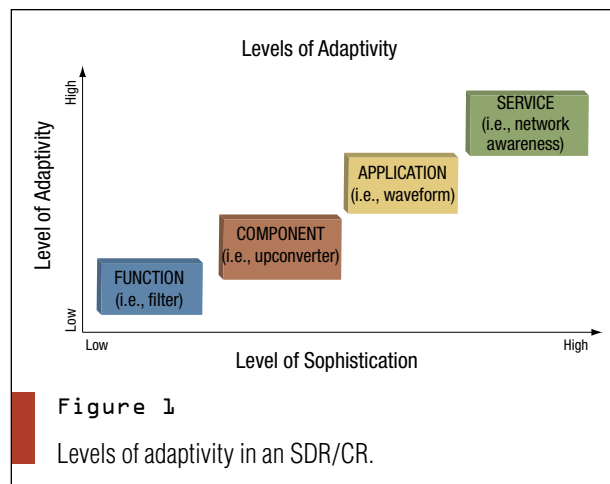 Levels of Adaptivity
High
Level of Adaptivity
Low
SERVICE
(i.e., network
awareness)
APPLICATION
(i.e., waveform)
COMPONENT
(i.e., upconverter)
FUNCTION
(i.e., filter)
Low
High
Level of Sophistication
Figure 1
Levels of adaptivity in an SDR/CR.